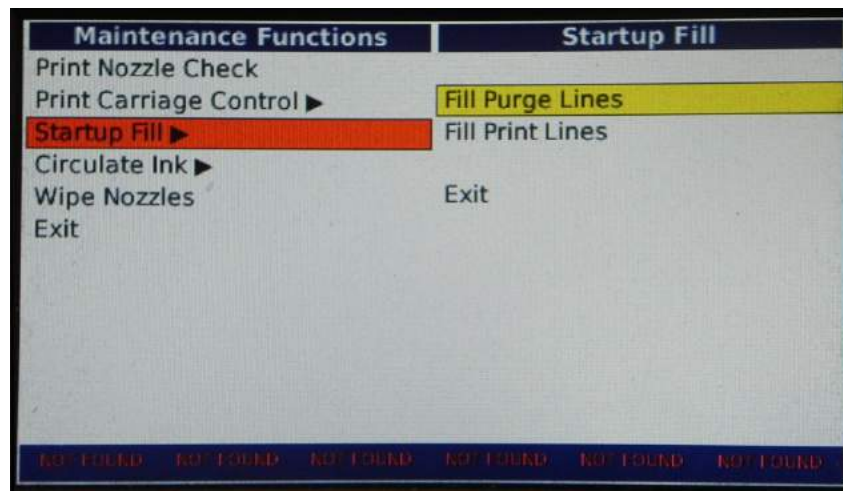 Maintenance Functions
Print Nozzle Check
Print Carriage Control ▶
Startup Fill ▶
Circulate Ink ▶
Wipe Nozzles
Exit
Startup Fill
Fill Purge Lines
Fill Print Lines
Exit
NOT FOUND NOT FOUND NOT FOUND NOT FOUND NOT FOUND NOT FOUND